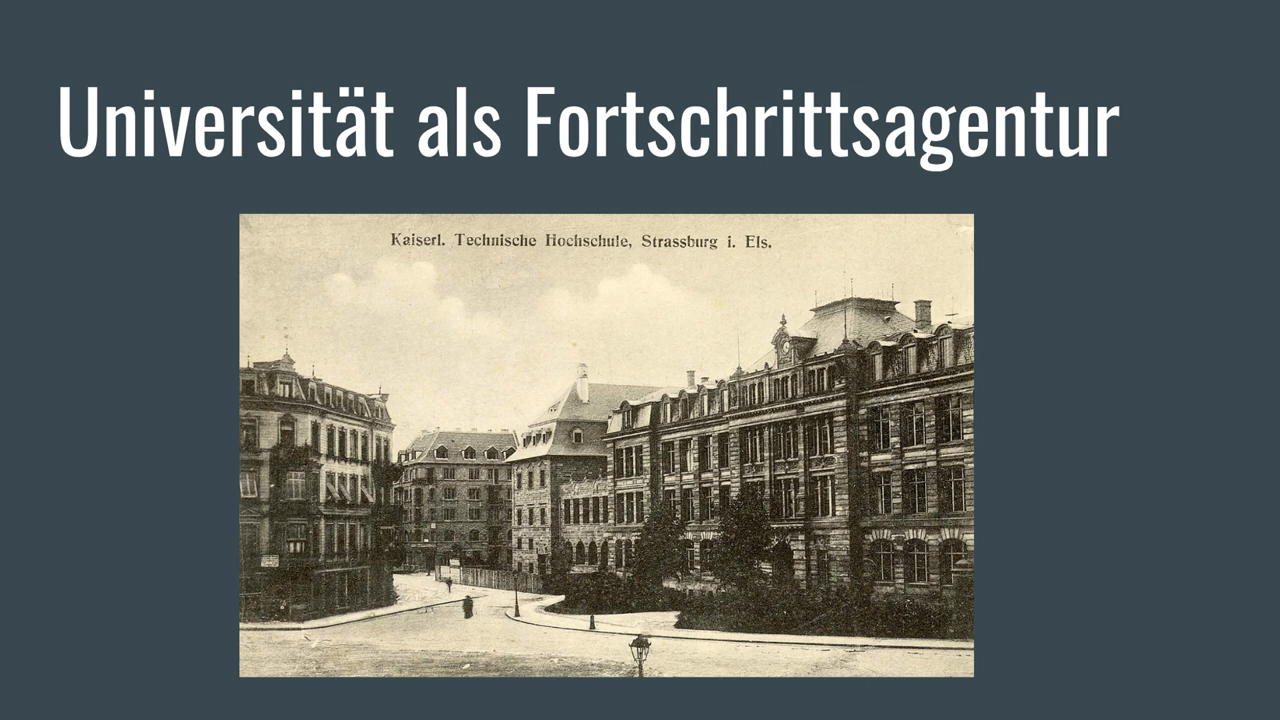 Universität als Fortschrittsagentur
Kaiserl. Technische Hochschule, Strassburg i. Els.